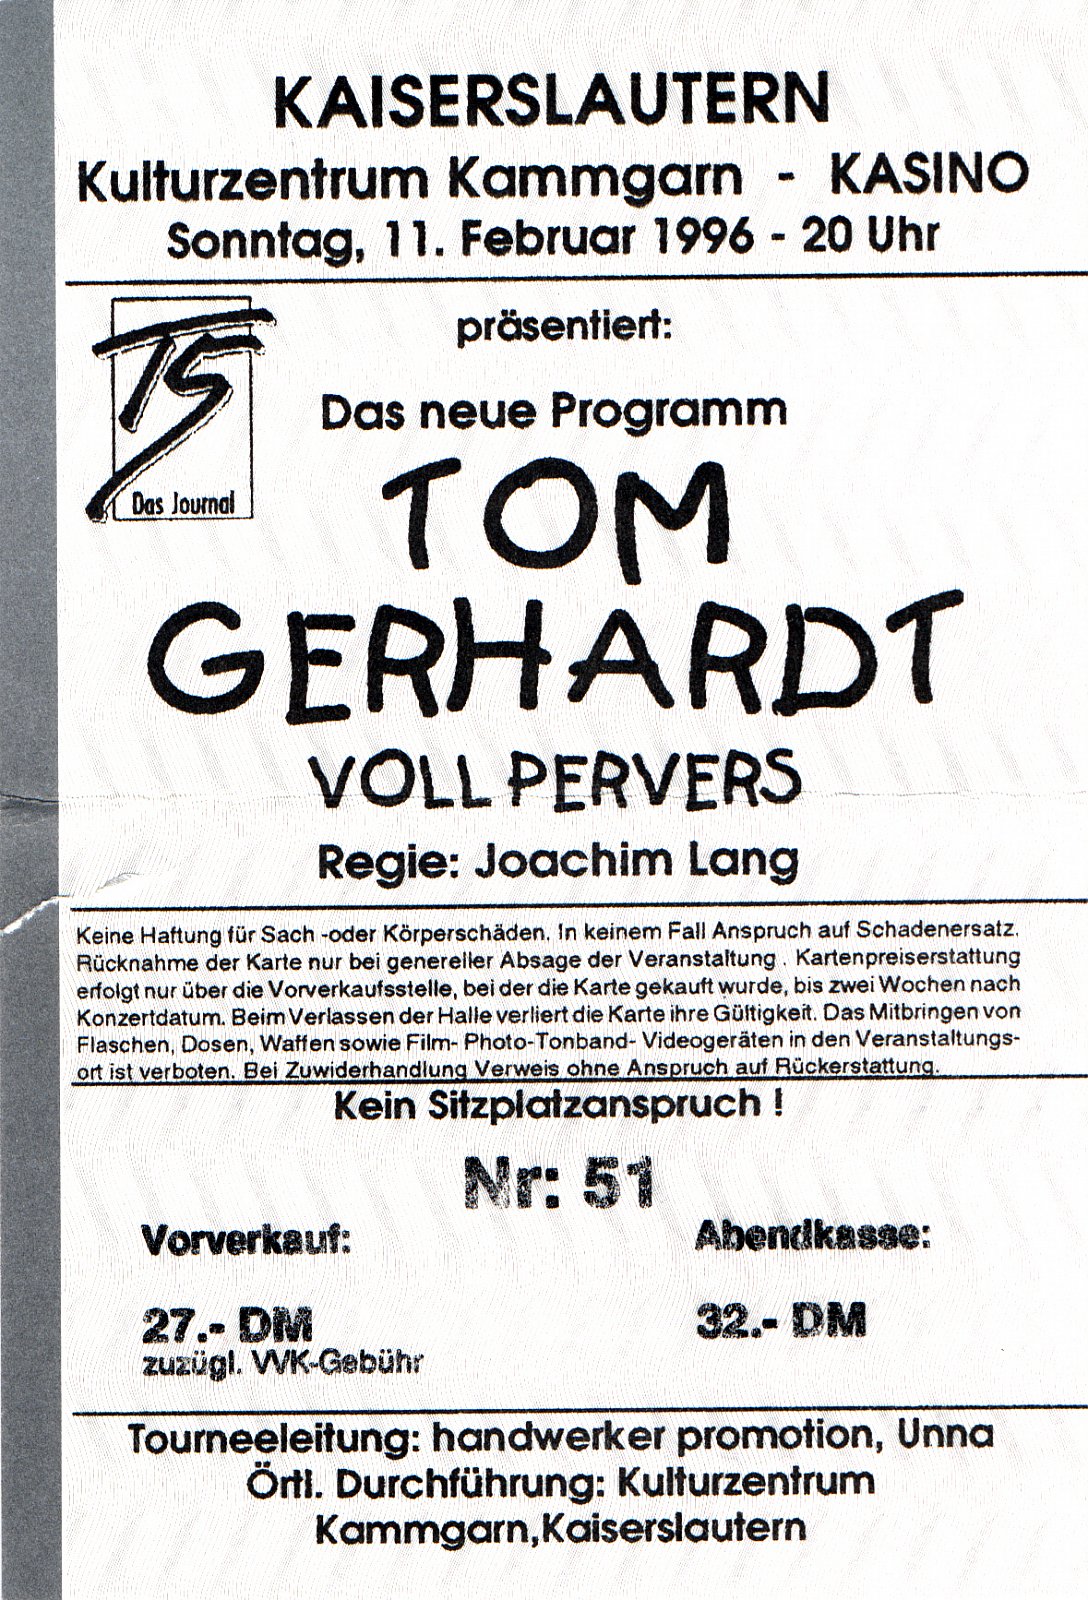 KAISERSLAUTERN
Kulturzentrum Kammgarn - KASINO
Sonntag, 11. Februar 1996 - 20 Uhr
TS
Das Journal
präsentiert:
Das neue Programm
TOM
GERHARDT
VOLL PERVERS
Regie: Joachim Lang
Keine Haftung für Sach -oder Körperschäden. In keinem Fall Anspruch auf Schadenersatz.
Rücknahme der Karte nur bei genereller Absage der Veranstaltung . Kartenpreiserstattung
erfolgt nur über die Vorverkaufsstelle, bei der die Karte gekauft wurde, bis zwei Wochen nach
Konzertdatum. Beim Verlassen der Halle verliert die Karte ihre Gültigkeit. Das Mitbringen von
Flaschen, Dosen, Waffen sowie Film- Photo-Tonband- Videogeräten in den Veranstaltungs-
ort ist verboten. Bei Zuwiderhandlung Verweis ohne Anspruch auf Rückerstattung.
Kein Sitzplatzanspruch !
Nr: 51
Vorverkauf: Abendkasse:
27.- DM 32.- DM
zuzügl. VVK-Gebühr
Tourneeleitung: handwerker promotion, Unna
Örtl. Durchführung: Kulturzentrum
Kammgarn,Kaiserslautern